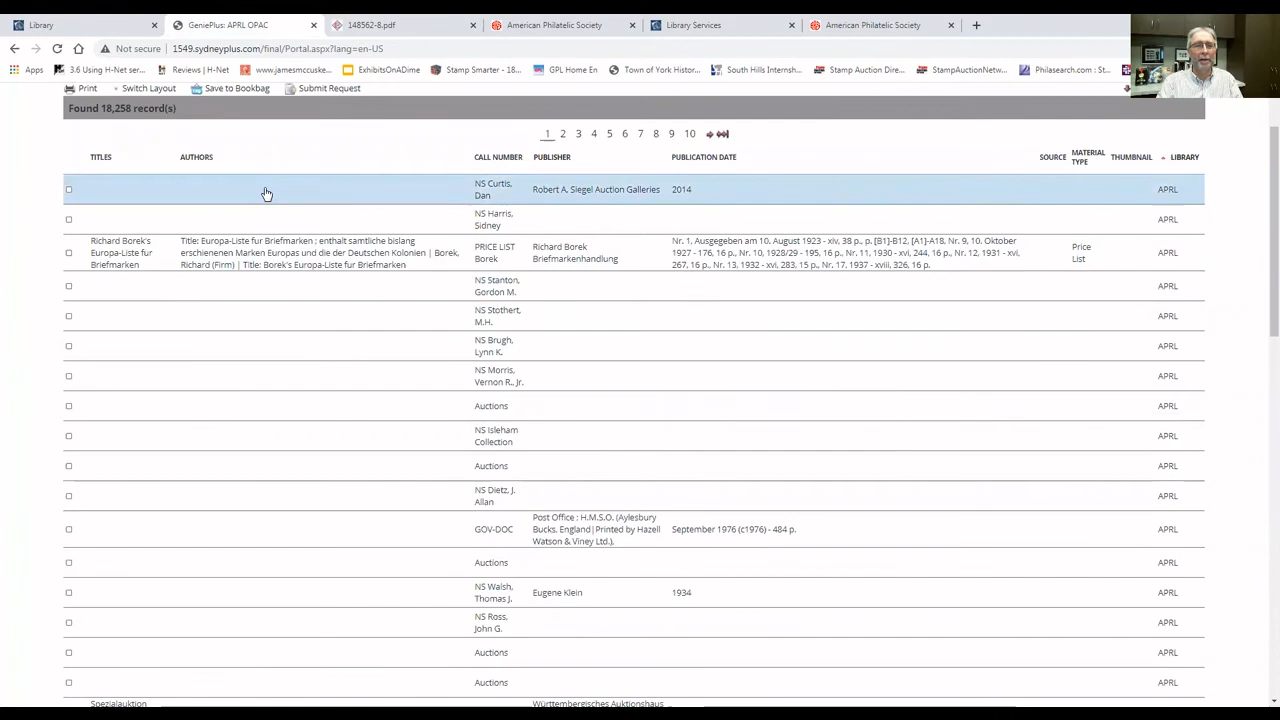 Library
GeniePlus: APRL OPAC
148562-8.pdf
American Philatelic Society
Library Services
American Philatelic Society
Not secure
1549.sydneyplus.com/final/Portal.aspx?lang=en-US
Apps
3.6 Using H-Net ser...
Reviews | H-Net
www.jamesmccuske...
ExhibitsOnADime
Stamp Smarter - 18...
GPL Home En
Town of York Histor...
South Hills Internsh...
Stamp Auction Dire...
StampAuctionNetw...
Philasearch.com : St...
Print
Switch Layout
Save to Bookbag
Submit Request
Found 18,258 record(s)
1 2 3 4 5 6 7 8 9 10
TITLES AUTHORS CALL NUMBER PUBLISHER PUBLICATION DATE SOURCE MATERIAL TYPE THUMBNAIL LIBRARY
NS Curtis,
Dan
Robert A. Siegel Auction Galleries
2014
APRL
NS Harris,
Sidney
APRL
Richard Borek's
Europa-Liste fur
Briefmarken
Title: Europa-Liste fur Briefmarken : enthalt samtliche bislang
erschienenen Marken Europas und die der Deutschen Kolonien | Borek,
Richard (Firm) | Title: Borek's Europa-Liste fur Briefmarken
PRICE LIST
Borek
Richard Borek
Briefmarkenhandlung
Nr. 1, Ausgegeben am 10. August 1923 - xiv, 38 p., p. [B1]-B12, [A1]-A18, Nr. 9, 10. Oktober
1927 - 176, 16 p., Nr. 10, 1928/29 - 195, 16 p., Nr. 11, 1930 - xvi, 244, 16 p., Nr. 12, 1931 - xvi,
267, 16 p., Nr. 13, 1932 - xvi, 283, 15 p., Nr. 17, 1937 - xviii, 326, 16 p.
Price
List
APRL
NS Stanton,
Gordon M.
APRL
NS Stothert,
M.H.
APRL
NS Brugh,
Lynn K.
APRL
NS Morris,
Vernon R., Jr.
APRL
Auctions
APRL
NS Isleham
Collection
APRL
Auctions
APRL
NS Dietz, J.
Allan
APRL
GOV-DOC
Post Office ; H.M.S.O. (Aylesbury
Bucks, England|Printed by Hazell
Watson & Viney Ltd.),
September 1976 (c1976) - 484 p.
APRL
Auctions
APRL
NS Walsh,
Thomas J.
Eugene Klein
1934
APRL
NS Ross,
John G.
APRL
Auctions
APRL
Auctions
APRL
Spezialauktion
Württembergisches Auktionshaus